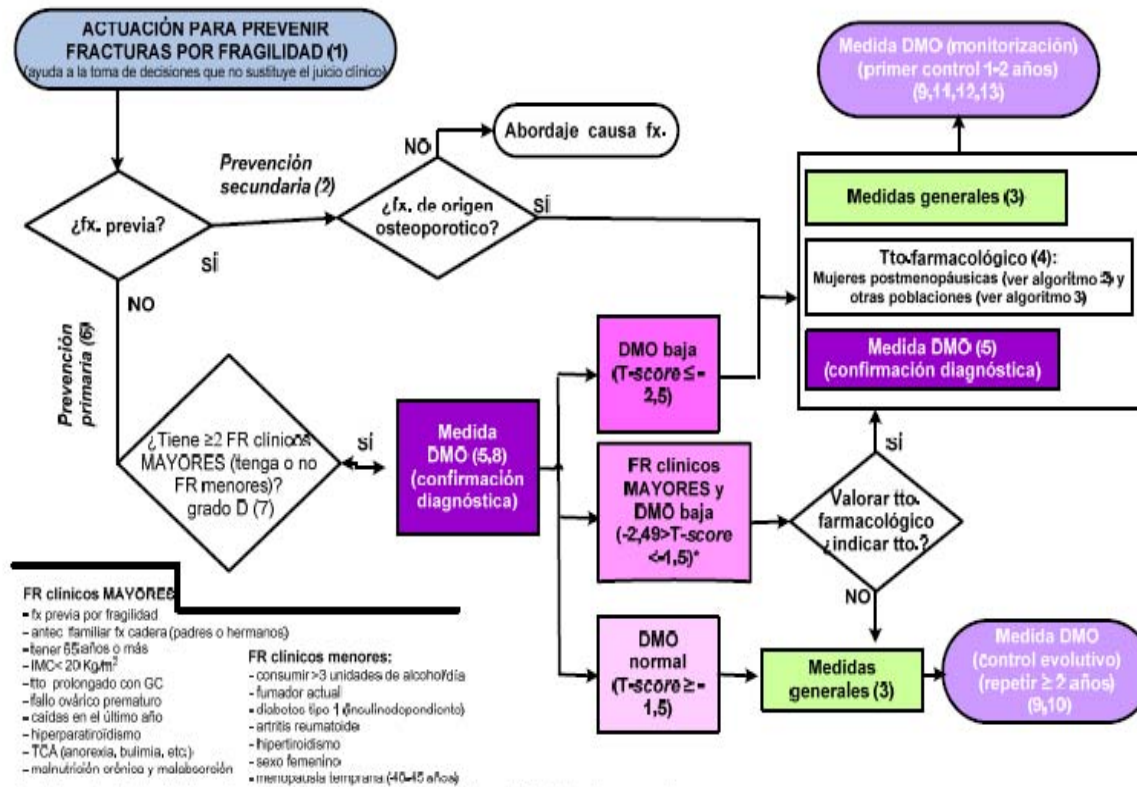 ACTUACIÓN PARA PREVENIR
FRACTURAS POR FRAGILIDAD (1)
(ayuda a la toma de decisiones que no sustituye el juicio clínico)
Medida DMO (monitorización)
(primer control 1-2 años)
(9,11,12,13)
NO
Abordaje causa fx.
Prevención
secundaria (2)
¿fx. previa?
SÍ
¿fx. de origen
osteoporotico?
SÍ
Medidas generales (3)
Tto.farmacológico (4):
Mujeres postmenopáusicas (ver algoritmo 2) y
otras poblaciones (ver algoritmo 3)
Medida DMO (5)
(confirmación diagnóstica)
NO
Prevención
primaria (6)
¿Tiene ≥2 FR clínicos
MAYORES (tenga o no
FR menores)?
grado D (7)
SÍ
Medida
DMO (5,8)
(confirmación
diagnóstica)
DMO baja
(T-score ≤-
2,5)
FR clínicos
MAYORES y
DMO baja
(-2,49>T-score
<-1,5)*
SÍ
Valorar tto.
farmacológico
¿indicar tto.?
NO
DMO
normal
(T-score ≥-
1,5)
Medidas
generales (3)
Medida DMO
(control evolutivo)
(repetir ≥ 2 años)
(9,10)
FR clínicos MAYORES
- fx previa por fragilidad
- antec familiar fx cadera (padres o hermanos)
- tener 65 años o más
- IMC< 20 Kg/m²
- tto prolongado con GC
- fallo ovárico prematuro
- caídas en el último año
- hiperparatiroidismo
- TCA (anorexia, bulimia, etc.)
- malnutrición crónica y malabsorción
FR clínicos menores:
- consumir >3 unidades de alcohol/día
- fumador actual
- diabetes tipo 1 (insulinodependiente)
- artritis reumatoide
- hipertiroidismo
- sexo femenino
- menopausia temprana (40-45 años)